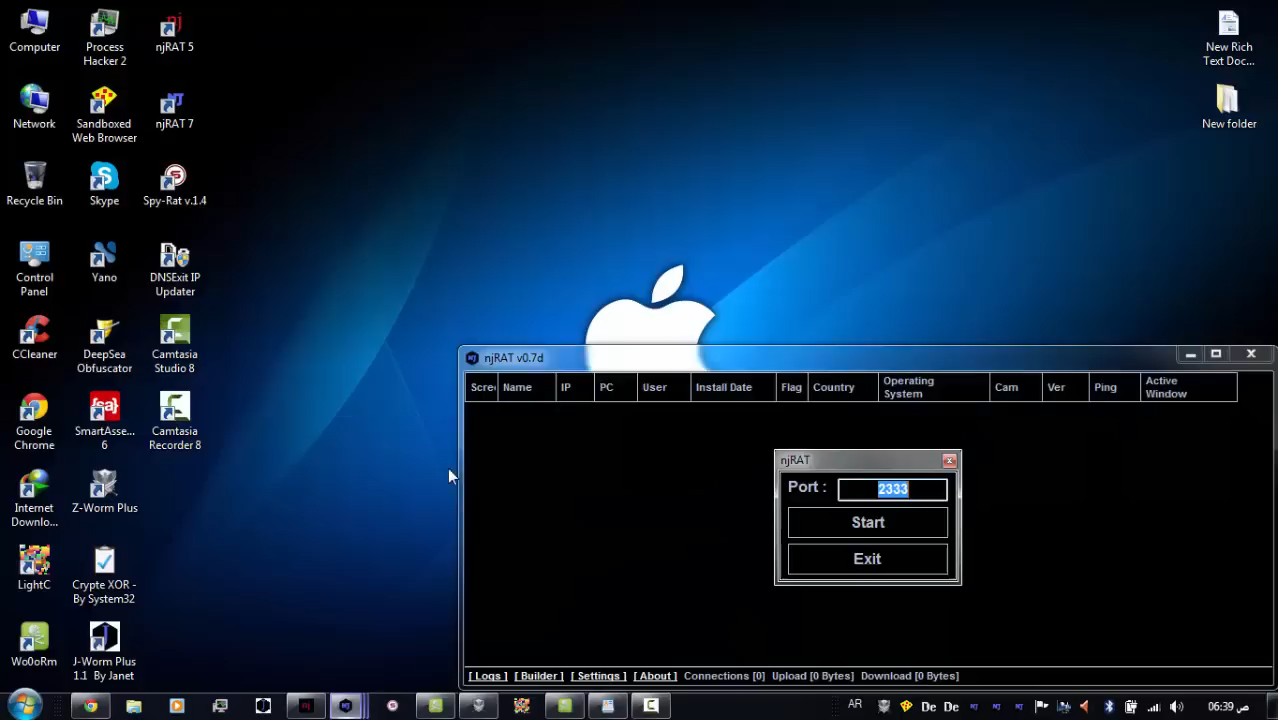 Computer
Process
Hacker 2
njRAT 5
New Rich
Text Doc...
Network
Sandboxed
Web Browser
njRAT 7
New folder
Recycle Bin
Skype
Spy-Rat v.1.4
Control
Panel
Yano
DNSExit IP
Updater
CCleaner
DeepSea
Obfuscator
Camtasia
Studio 8
njRAT v0.7d
Scre
Name
IP
PC
User
Install Date
Flag
Country
Operating
System
Cam
Ver
Ping
Active
Window
Google
Chrome
SmartAsse...
6
Camtasia
Recorder 8
njRAT
Port :
2333
Start
Exit
Internet
Downlo...
Z-Worm Plus
LightC
Crypte XOR -
By System32
Wo0oRm
J-Worm Plus
1.1 By Janet
[ Logs ] [ Builder ] [ Settings ] [ About ] Connections [0] Upload [0 Bytes] Download [0 Bytes]
AR
De De
06:39 ص